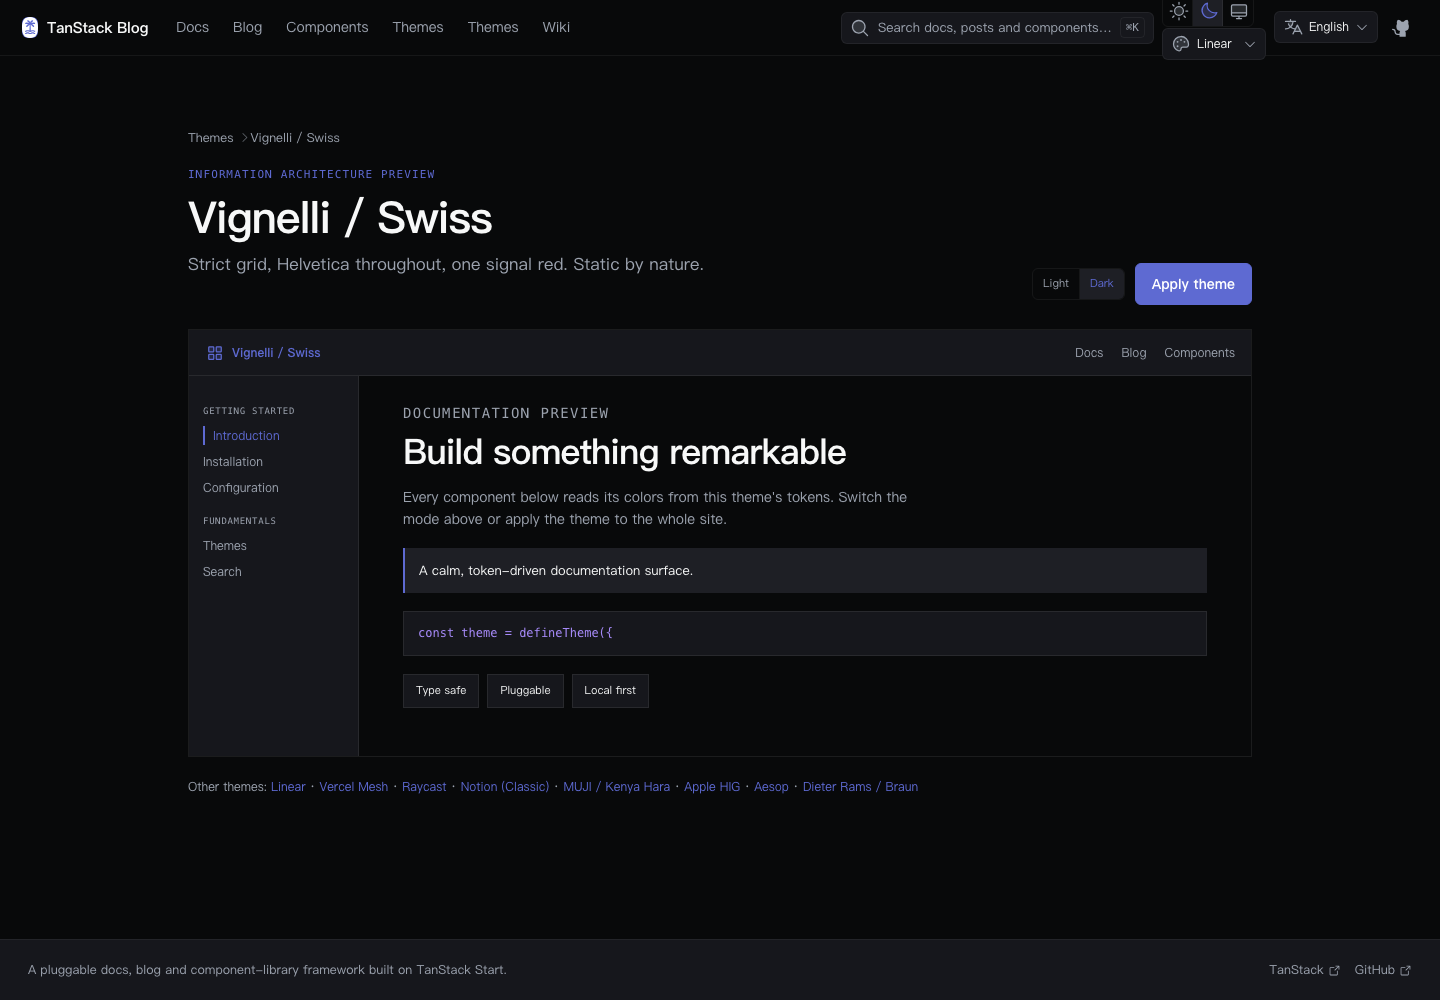 TanStack Blog
Docs
Blog
Components
Themes
Themes
Wiki
Search docs, posts and components...
⌘K
Linear
English
Themes
Vignelli / Swiss
INFORMATION ARCHITECTURE PREVIEW
Vignelli / Swiss
Strict grid, Helvetica throughout, one signal red. Static by nature.
Light
Dark
Apply theme
Vignelli / Swiss
Docs
Blog
Components
GETTING STARTED
Introduction
Installation
Configuration
FUNDAMENTALS
Themes
Search
DOCUMENTATION PREVIEW
Build something remarkable
Every component below reads its colors from this theme's tokens. Switch the
mode above or apply the theme to the whole site.
A calm, token-driven documentation surface.
const theme = defineTheme({
Type safe
Pluggable
Local first
Other themes: Linear · Vercel Mesh · Raycast · Notion (Classic) · MUJI / Kenya Hara · Apple HIG · Aesop · Dieter Rams / Braun
A pluggable docs, blog and component-library framework built on TanStack Start.
TanStack
GitHub